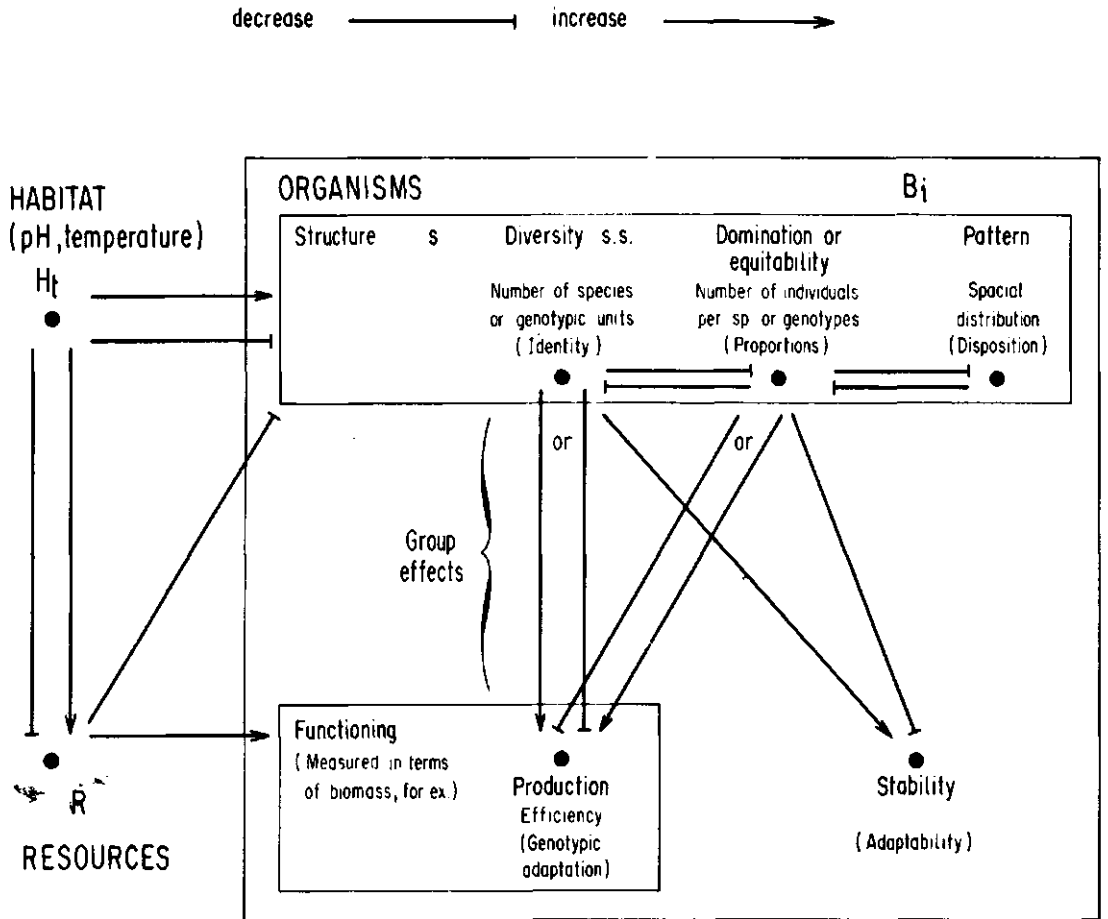 decrease increase
HABITAT
(pH, temperature)
Ht
ORGANISMS Bi
Structure s Diversity s.s. Domination or equitability Pattern
Number of species
or genotypic units
(Identity)
Number of individuals
per sp or genotypes
(Proportions)
Spacial
distribution
(Disposition)
or or
Group
effects
Functioning
(Measured in terms
of biomass, for ex.)
Production
Efficiency
(Genotypic
adaptation)
Stability
(Adaptability)
R
RESOURCES